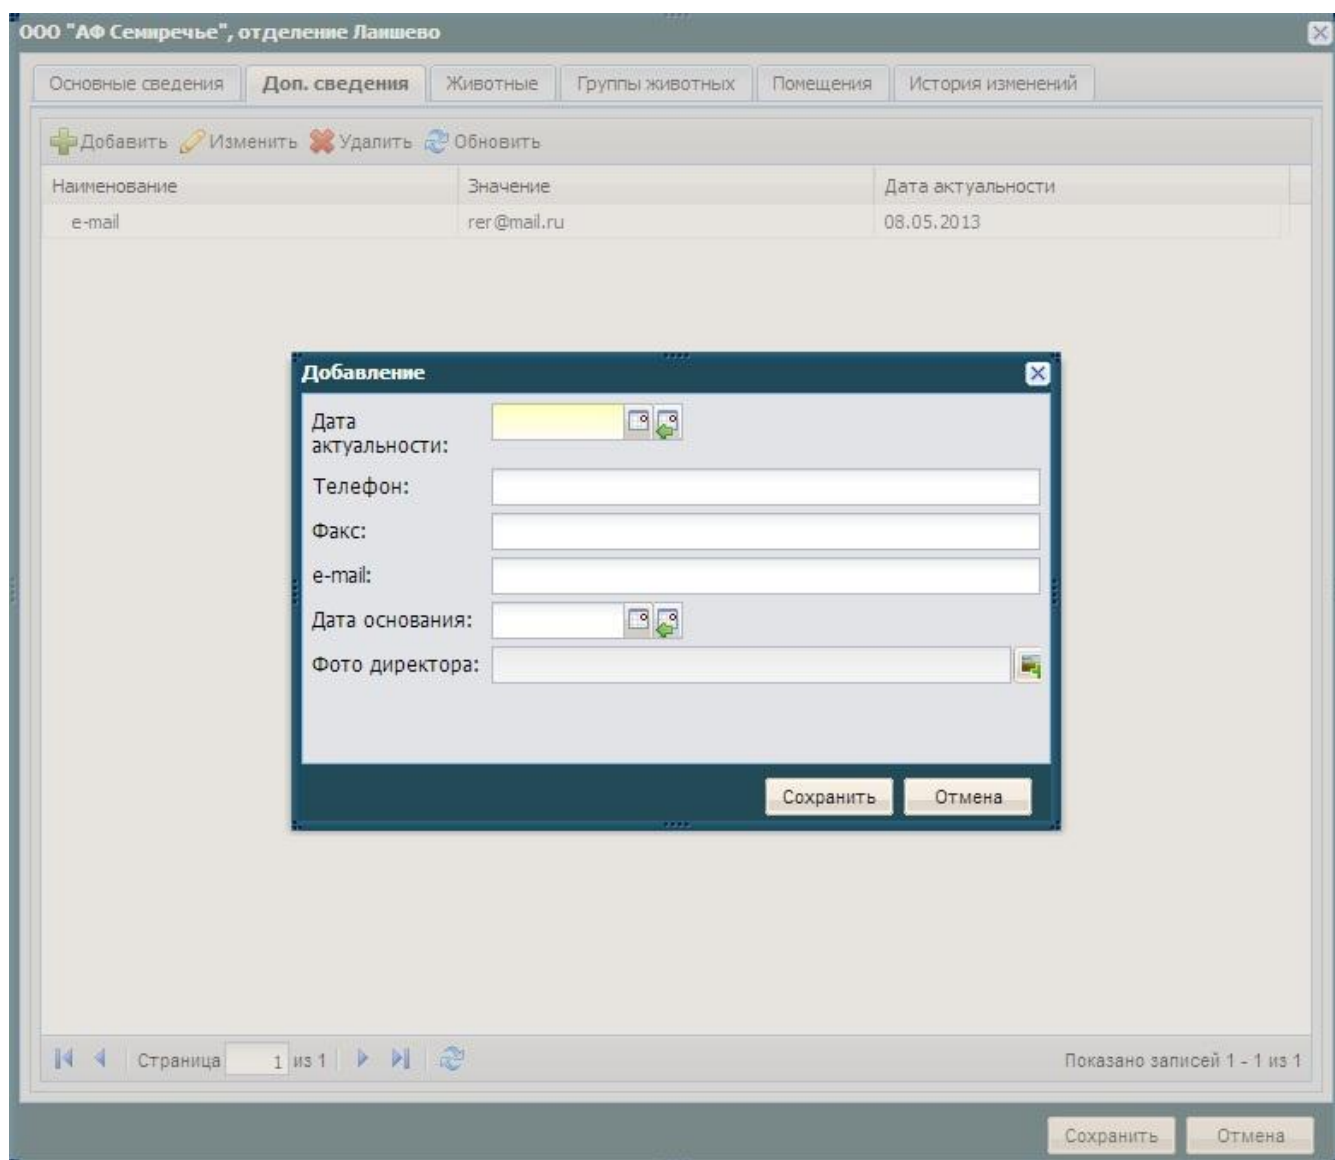 ООО "АФ Семиречье", отделение Лаишево
Основные сведения Доп. сведения Животные Группы животных Помещения История изменений
Добавить Изменить Удалить Обновить
Наименование Значение Дата актуальности
e-mail rer@mail.ru 08.05.2013
Добавление
Дата
актуальности:
Телефон:
Факс:
e-mail:
Дата основания:
Фото директора:
Сохранить Отмена
Страница 1 из 1 Показано записей 1 - 1 из 1
Сохранить Отмена